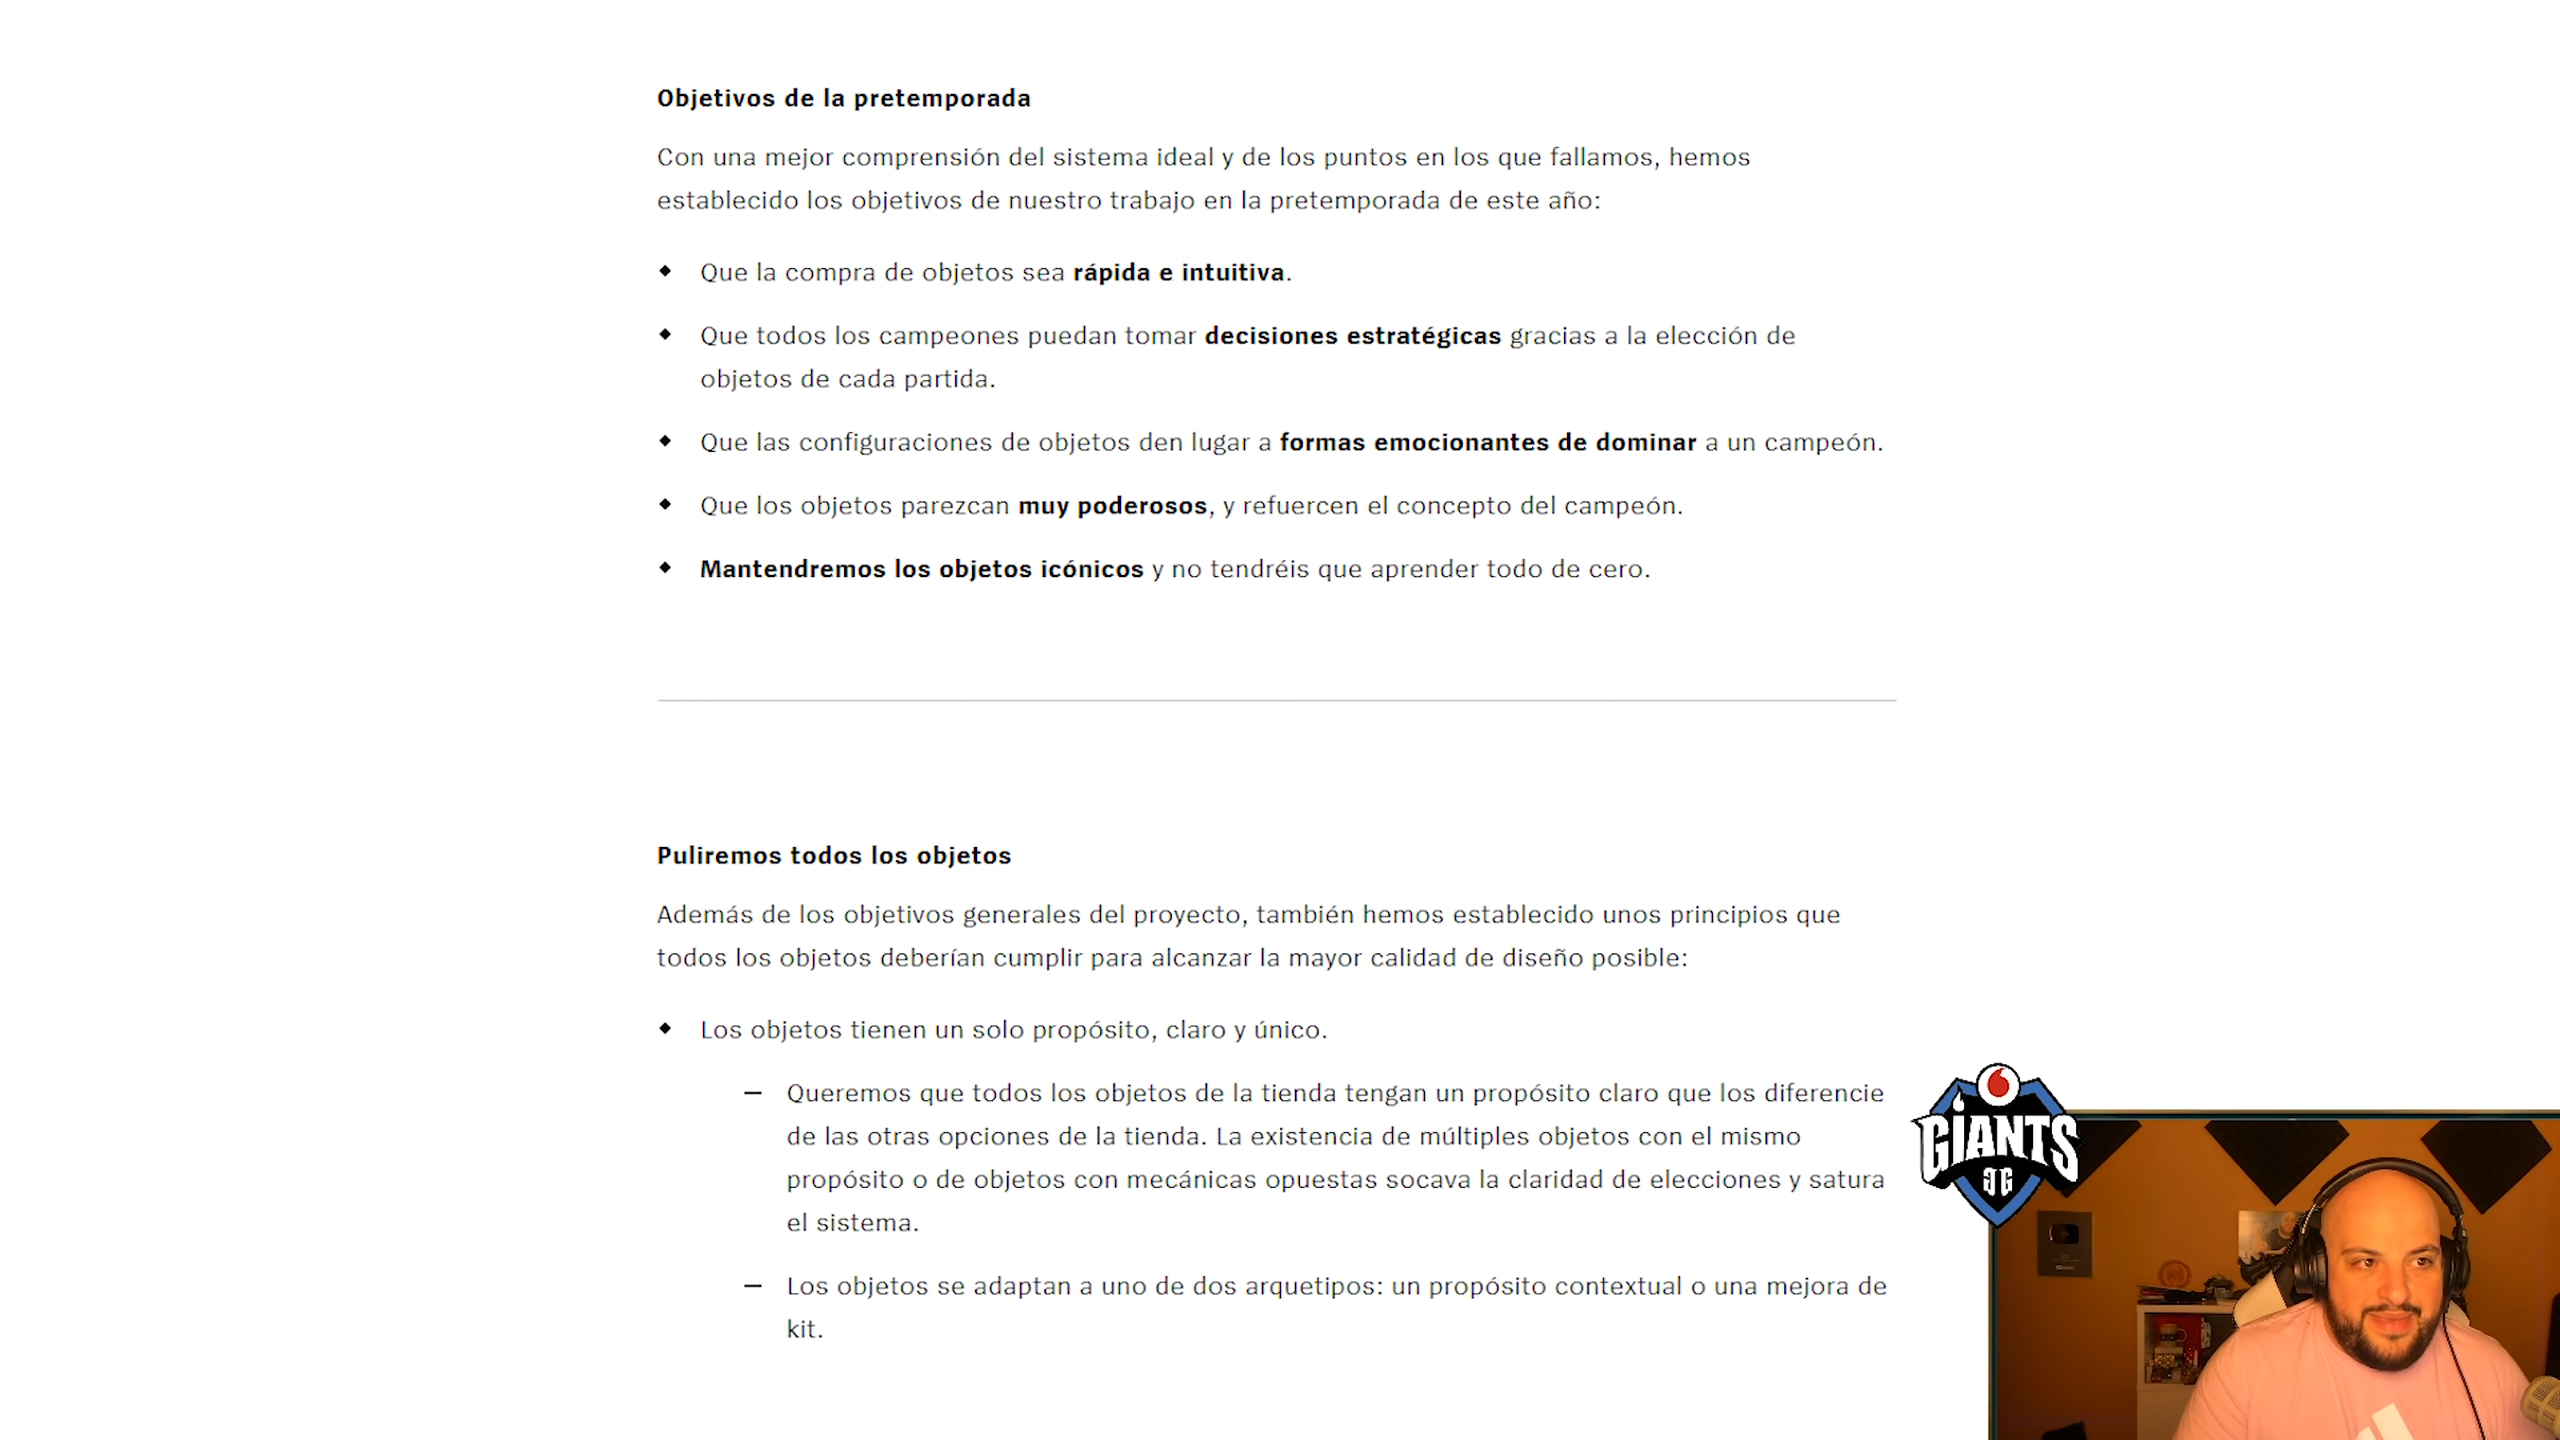 Objetivos de la pretemporada
Con una mejor comprensión del sistema ideal y de los puntos en los que fallamos, hemos
establecido los objetivos de nuestro trabajo en la pretemporada de este año:
Que la compra de objetos sea rápida e intuitiva.
Que todos los campeones puedan tomar decisiones estratégicas gracias a la elección de
objetos de cada partida.
Que las configuraciones de objetos den lugar a formas emocionantes de dominar a un campeón.
Que los objetos parezcan muy poderosos, y refuercen el concepto del campeón.
Mantendremos los objetos icónicos y no tendréis que aprender todo de cero.
Puliremos todos los objetos
Además de los objetivos generales del proyecto, también hemos establecido unos principios que
todos los objetos deberían cumplir para alcanzar la mayor calidad de diseño posible:
Los objetos tienen un solo propósito, claro y único.
— Queremos que todos los objetos de la tienda tengan un propósito claro que los diferencie
de las otras opciones de la tienda. La existencia de múltiples objetos con el mismo
propósito o de objetos con mecánicas opuestas socava la claridad de elecciones y satura
el sistema.
— Los objetos se adaptan a uno de dos arquetipos: un propósito contextual o una mejora de
kit.
GIANTS
GG